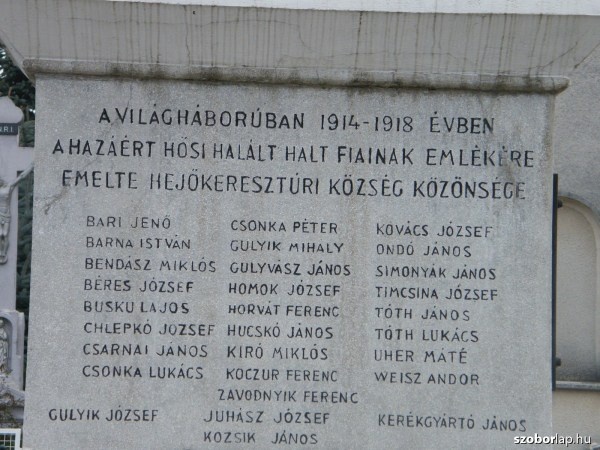 A VILÁGHÁBORÚBAN 1914-1918 ÉVBEN
A HAZÁÉRT HŐSI HALÁLT HALT FIAINAK EMLÉKÉRE
EMELTE HEJŐKERESZTÚRI KÖZSÉG KÖZÖNSÉGE
BARI JENŐ
BARNA ISTVÁN
BENDÁSZ MIKLÓS
BÉRES JÓZSEF
BUSKU LAJOS
CHLEPKÓ JÓZSEF
CSARNAI JÁNOS
CSONKA LUKÁCS
CSONKA PÉTER
GULYIK MIHALY
GULYVÁSZ JÁNOS
HOMOK JÓZSEF
HORVÁT FERENC
HUCSKÓ JÁNOS
KIRÓ MIKLÓS
KOCZUR FERENC
ZAVODNYIK FERENC
KOVÁCS JÓZSEF
ONDÓ JÁNOS
SIMONYÁK JÁNOS
TIMCSINA JÓZSEF
TÓTH JÁNOS
TÓTH LUKÁCS
UHER MÁTÉ
WEISZ ANDOR
GULYIK JÓZSEF
JUHÁSZ JÓZSEF
KERÉKGYÁRTÓ JÁNOS
KOZSIK JÁNOS
szoborlap.hu